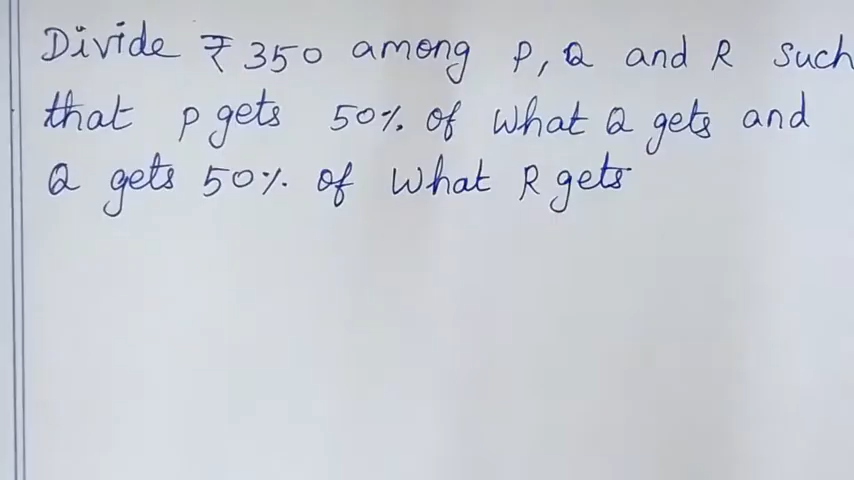 Divide ₹ 350 among P, Q and R such
that P gets 50% of what Q gets and
Q gets 50% of what R gets